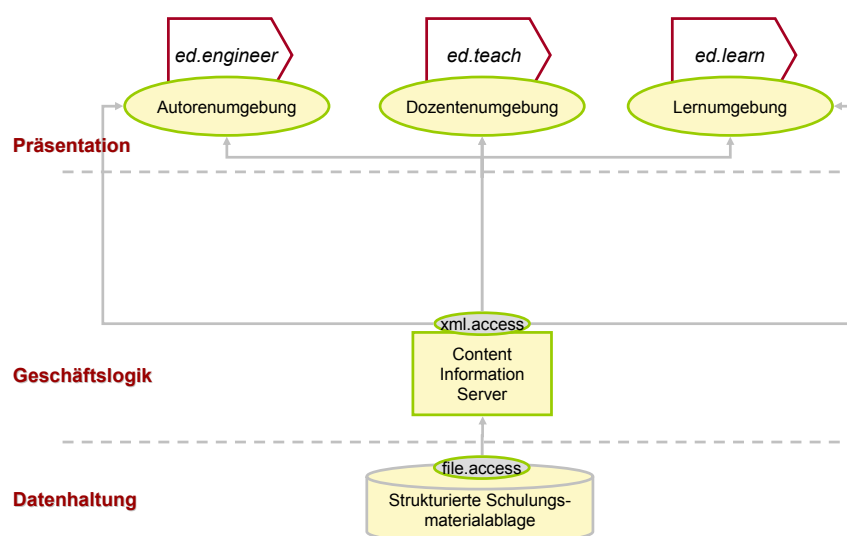 ed.engineer
ed.teach
ed.learn
Autorenumgebung
Dozentenumgebung
Lernumgebung
Präsentation
xml.access
Content
Information
Server
Geschäftslogik
file.access
Datenhaltung
Strukturierte Schulungs-
materialablage